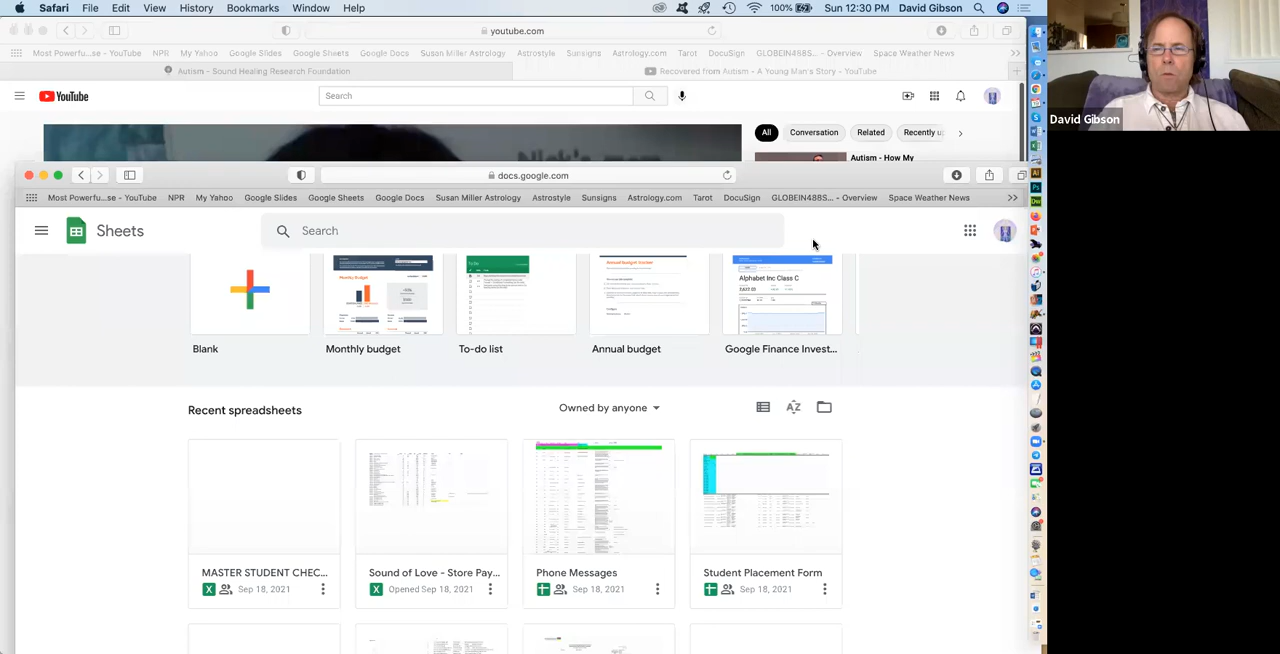 Safari File Edit View History Bookmarks Window Help 100% Sun 12:30 PM David Gibson
youtube.com
Most Powerfu...se - YouTube NPR My Yahoo Google Slides Google Sheets Google Docs Susan Miller Astrology Astrostyle Sunsigns Astrology.com Tarot DocuSign GLOBEIN488S... - Overview Space Weather News
Autism - Sound Healing Research Foundation Recovered from Autism - A Young Man's Story - YouTube
YouTube Search
All Conversation Related Recently u
Autism - How My
David Gibson
docs.google.com
Most Powerfu...se - YouTube NPR My Yahoo Google Slides Google Sheets Google Docs Susan Miller Astrology Astrostyle Sunsigns Astrology.com Tarot DocuSign GLOBEIN488S... - Overview Space Weather News
Sheets Search
Monthly Budget
Annual Budget Tracker
Alphabet Inc Class C
Blank Monthly budget To-do list Annual budget Google Finance Invest...
Recent spreadsheets Owned by anyone
MASTER STUDENT CHEC... Sound of Love - Store Pay... Phone Messages Student Placement Form
Sep 18, 2021 Opened Sep 18, 2021 Sep 18, 2021 Sep 18, 2021